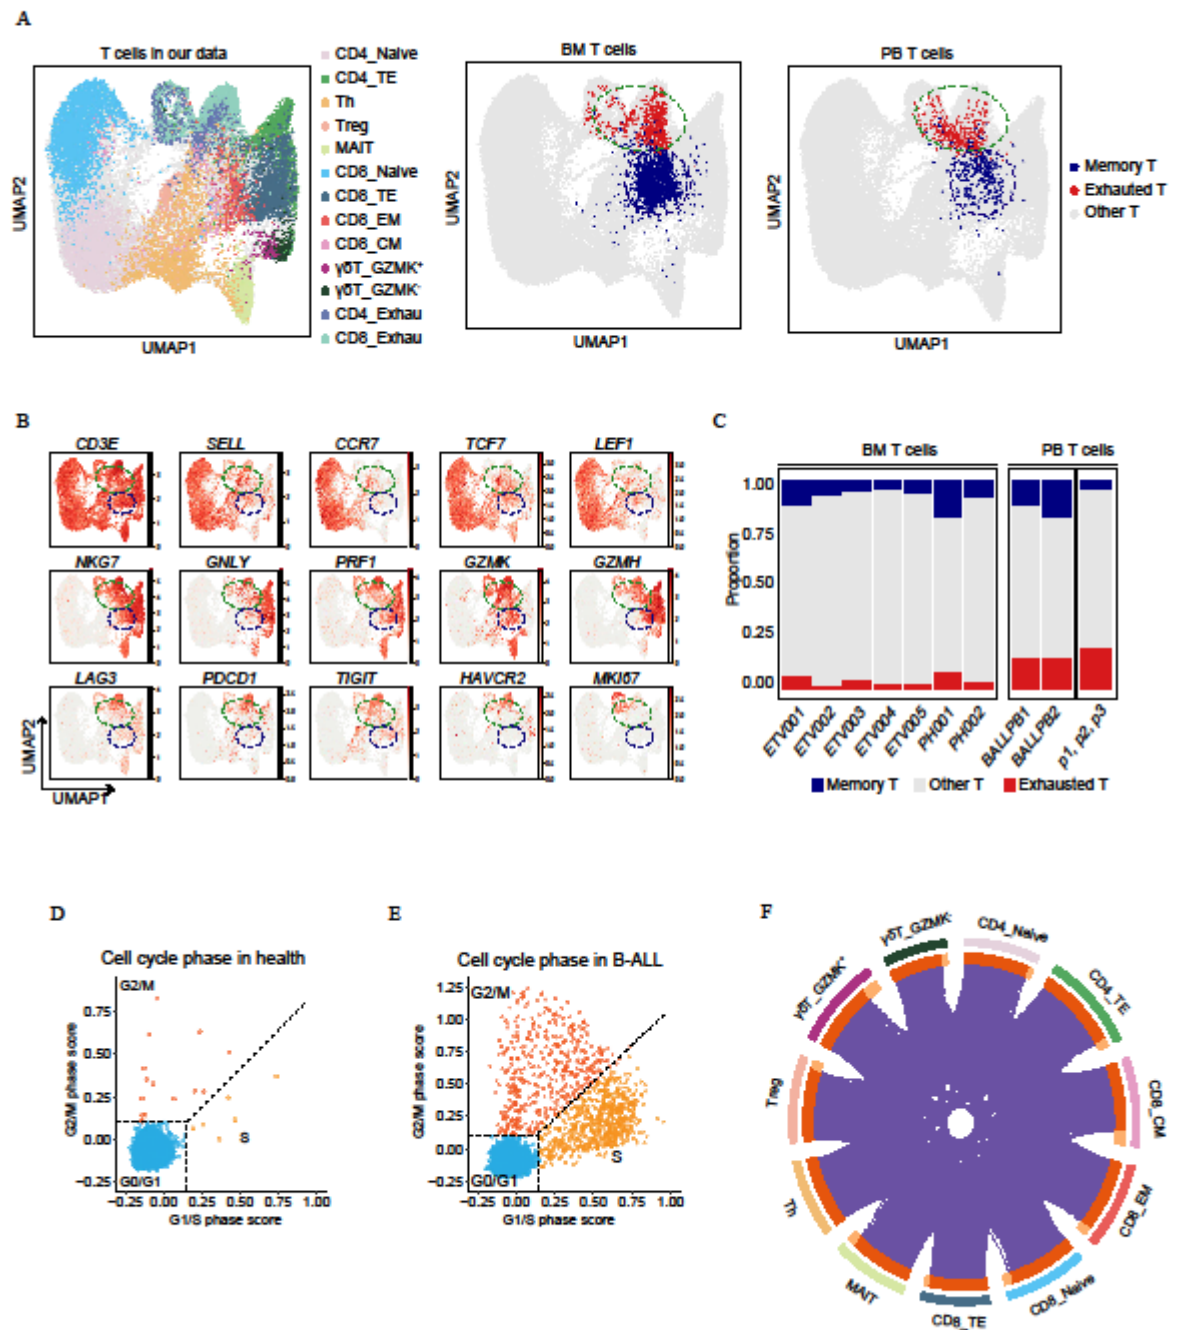 A
T cells in our data
CD4_Naive
CD4_TE
Th
Treg
MAIT
CD8_Naive
CD8_TE
CD8_EM
CD8_CM
γδT_GZMK⁺
γδT_GZMK⁻
CD4_Exhau
CD8_Exhau
UMAP2
UMAP1
BM T cells
UMAP2
UMAP1
PB T cells
UMAP2
UMAP1
Memory T
Exhauted T
Other T
B
CD3E
SELL
CCR7
TCF7
LEF1
NKG7
GNLY
PRF1
GZMK
GZMH
LAG3
PDCD1
TIGIT
HAVCR2
MKI67
UMAP2
UMAP1
C
BM T cells
PB T cells
Proportion
1.00
0.75
0.50
0.25
0.00
ETV001
ETV002
ETV003
ETV004
ETV005
PH001
PH002
BALLPB1
BALLPB2
p1, p2, p3
Memory T
Other T
Exhausted T
D
Cell cycle phase in health
G2/M
G2/M phase score
0.75
0.50
0.25
0.00
−0.25
S
G0/G1
−0.25 0.00 0.25 0.50 0.75 1.00
G1/S phase score
E
Cell cycle phase in B-ALL
G2/M
G2/M phase score
1.25
1.00
0.75
0.50
0.25
0.00
−0.25
S
G0/G1
−0.25 0.00 0.25 0.50 0.75 1.00
G1/S phase score
F
γδT_GZMK⁻
CD4_Naive
CD4_TE
CD8_CM
CD8_EM
CD8_Naive
CD8_TE
MAIT
Th
Treg
γδT_GZMK⁺